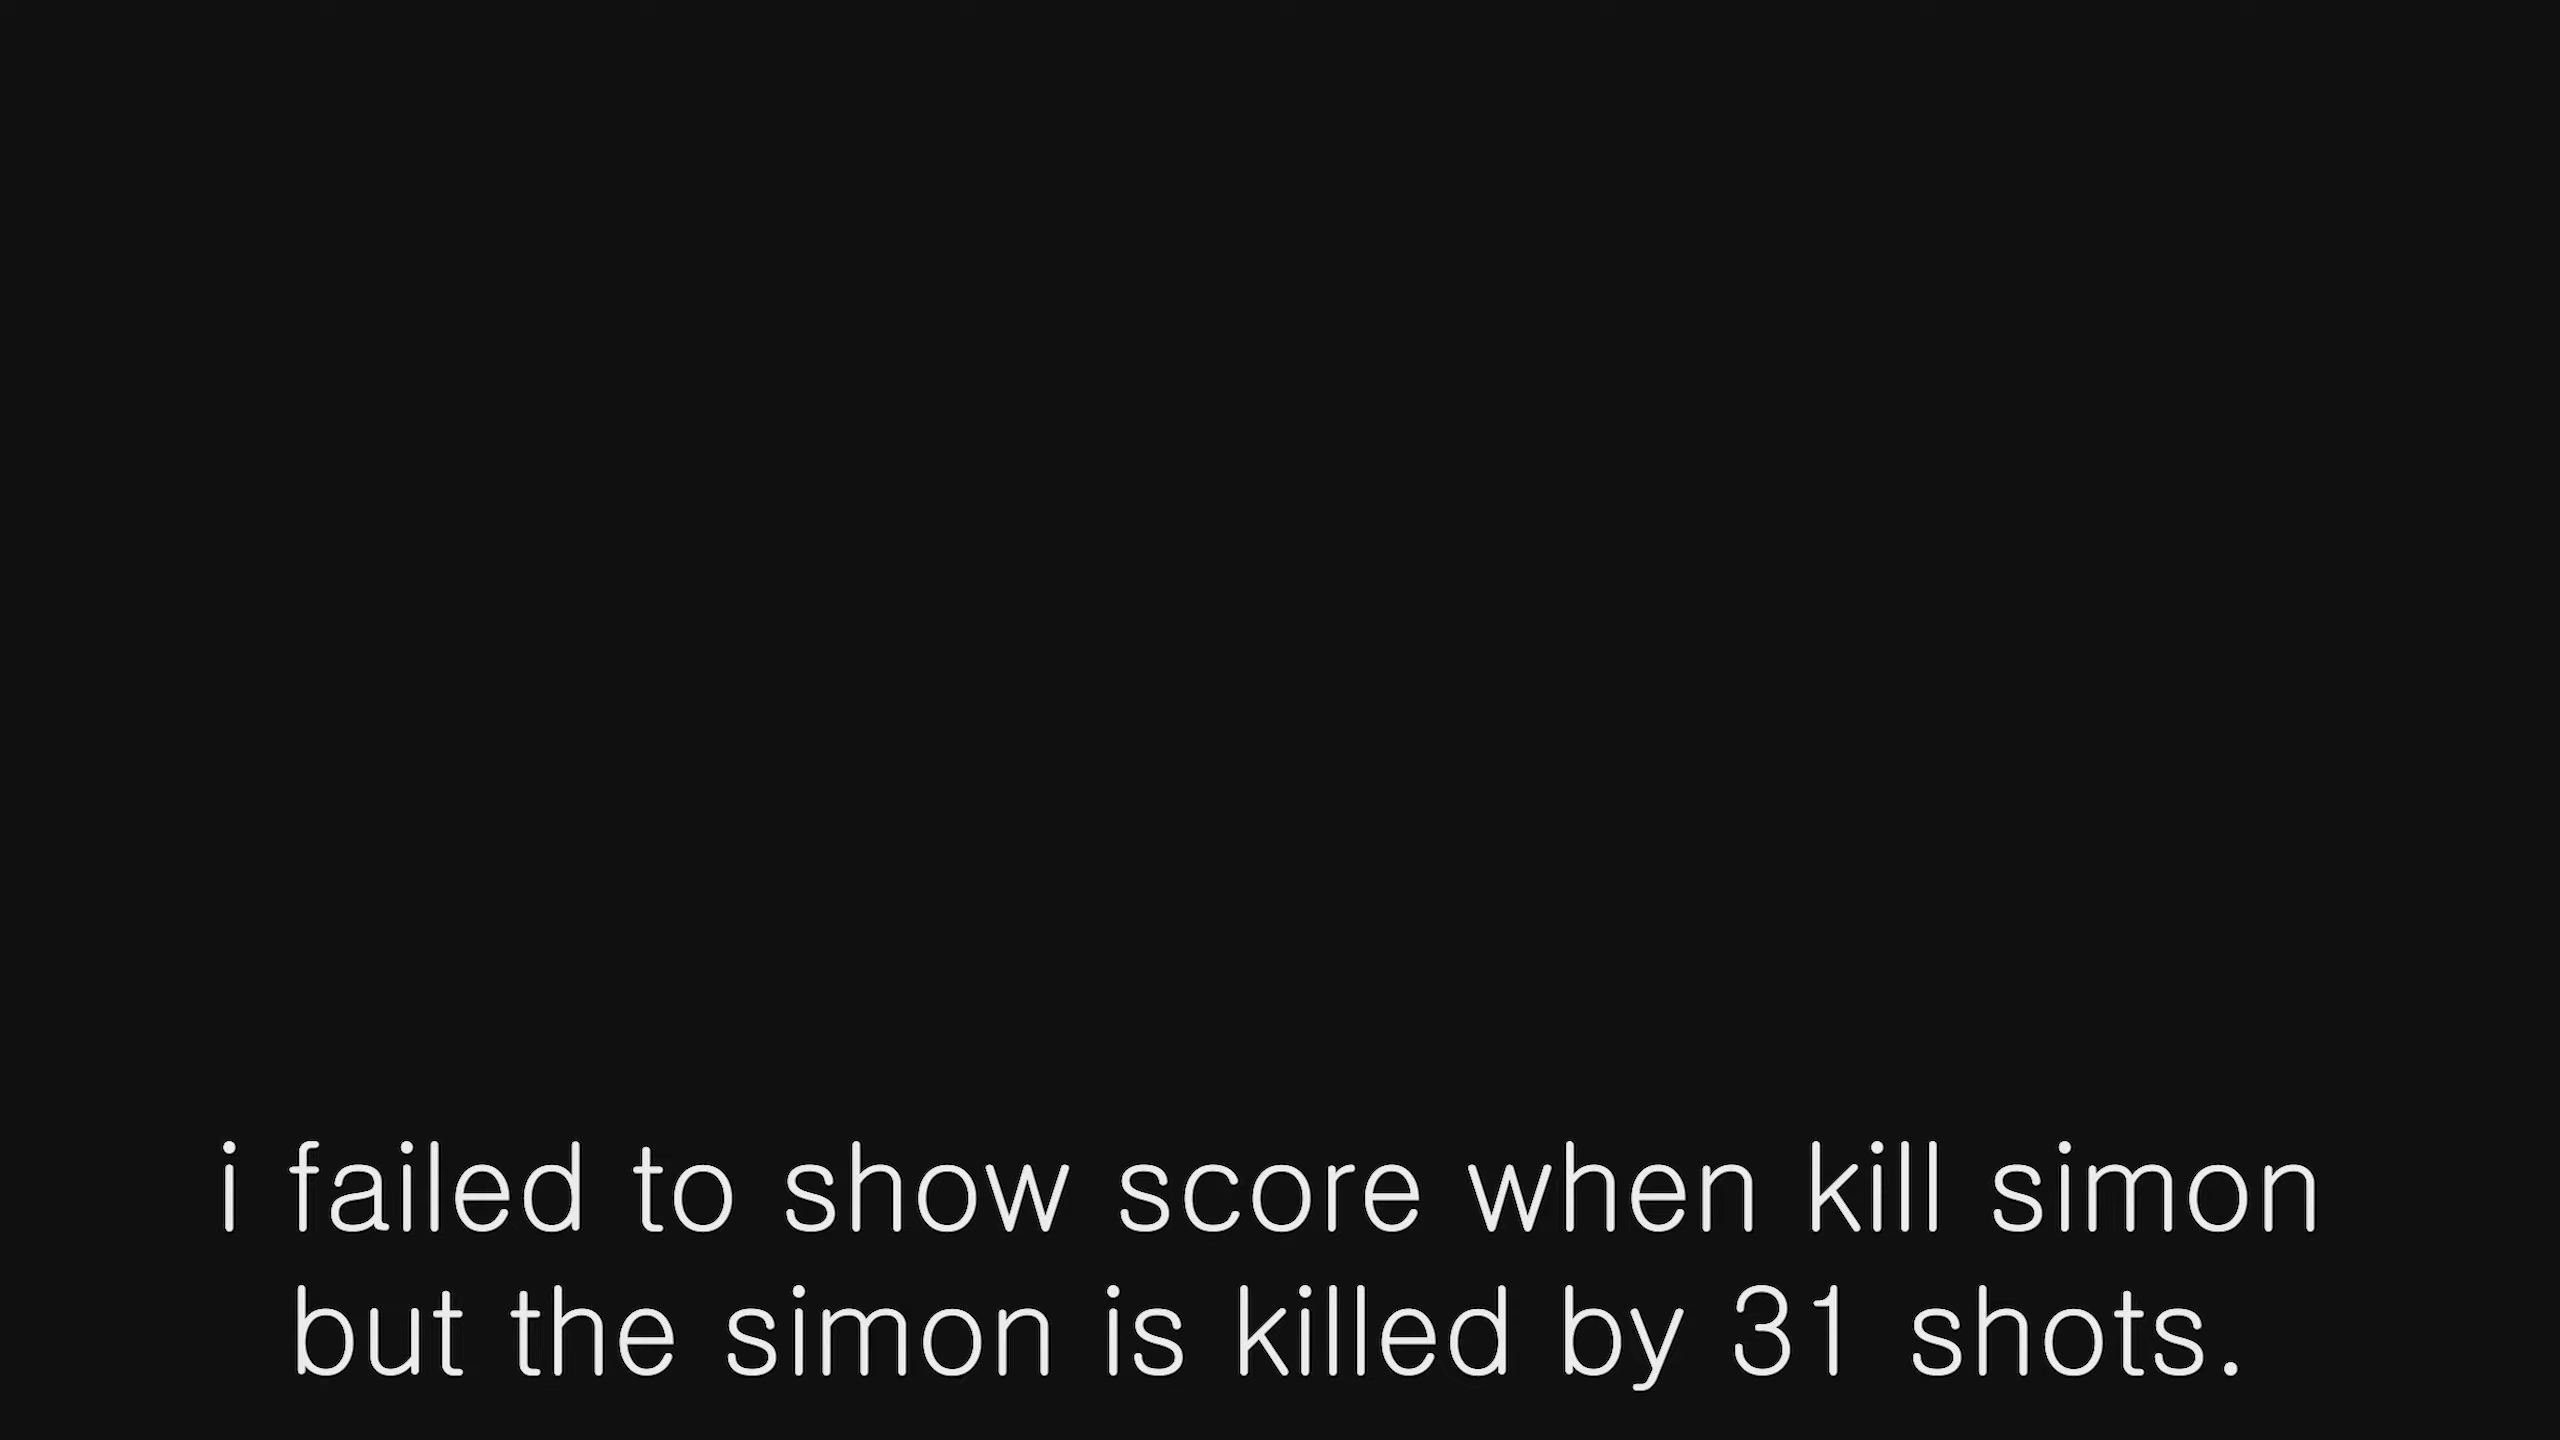 i failed to show score when kill simon
but the simon is killed by 31 shots.